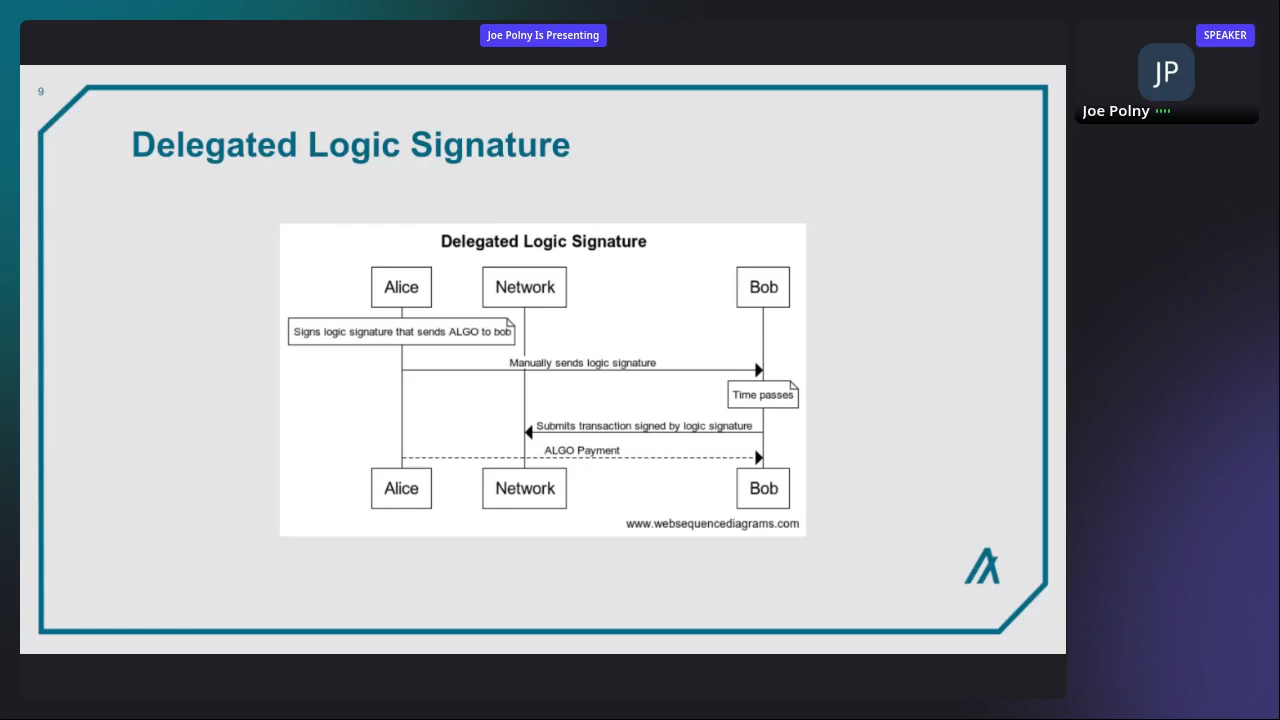 Joe Polny Is Presenting
SPEAKER
JP
Joe Polny
9
Delegated Logic Signature
Delegated Logic Signature
Alice
Network
Bob
Signs logic signature that sends ALGO to bob
Manually sends logic signature
Time passes
Submits transaction signed by logic signature
ALGO Payment
Alice
Network
Bob
www.websequencediagrams.com